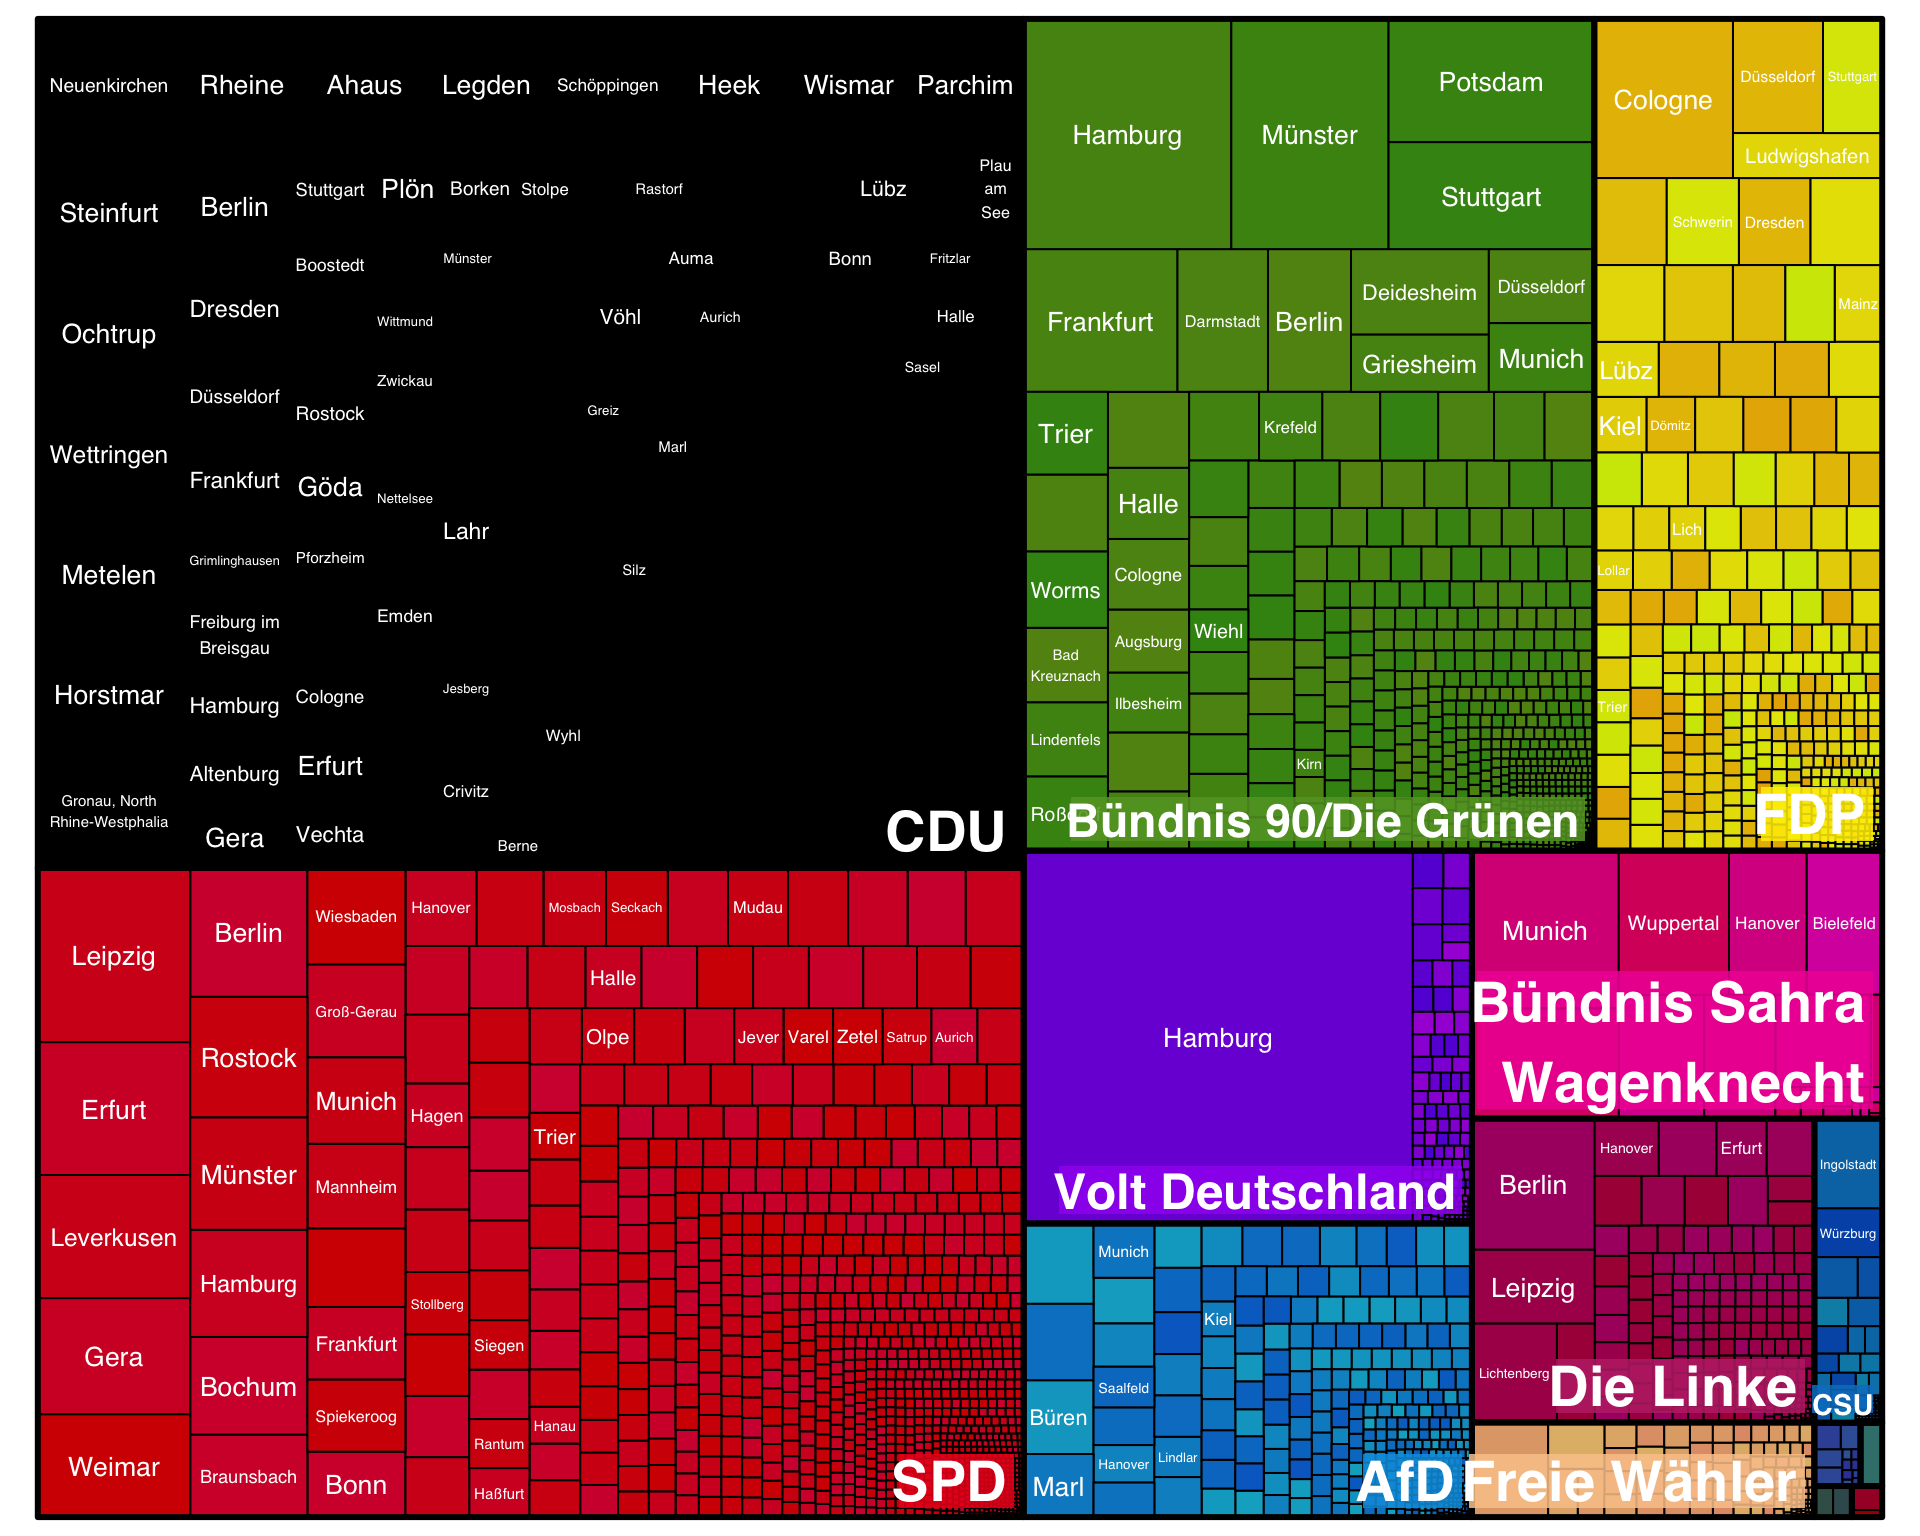 Neuenkirchen
Rheine
Ahaus
Legden
Schöppingen
Heek
Wismar
Parchim
Steinfurt
Berlin
Stuttgart
Plön
Borken
Stolpe
Rastorf
Lübz
Plau
am
See
Boostedt
Münster
Auma
Bonn
Fritzlar
Ochtrup
Dresden
Wittmund
Völ
Aurich
Halle
Sasel
Düsseldorf
Zwickau
Rostock
Greiz
Marl
Wettringen
Frankfurt
Göda
Nettelsee
Lahr
Metelen
Grimlinghausen
Pforzheim
Silz
Freiburg im
Breisgau
Emden
Horstmar
Hamburg
Cologne
Jesberg
Wyhl
Altenburg
Erfurt
Crivitz
Gronau, North
Rhine-Westphalia
Gera
Vechta
Berne
CDU
Hamburg
Münster
Potsdam
Stuttgart
Frankfurt
Darmstadt
Berlin
Deidesheim
Düsseldorf
Griesheim
Munich
Trier
Krefeld
Halle
Worms
Cologne
Wiehl
Bad
Kreuznach
Augsburg
Ilbesheim
Lindenfels
Kirn
Bündnis 90/Die Grünen
Cologne
Düsseldorf
Stuttgart
Ludwigshafen
Schwerin
Dresden
Mainz
Lübz
Kiel
Dömitz
Lich
Lollar
Trier
FDP
Leipzig
Berlin
Wiesbaden
Hanover
Mosbach
Seckach
Mudau
Groß-Gerau
Halle
Rostock
Olpe
Jever
Varel
Zetel
Satrup
Aurich
Erfurt
Munich
Hagen
Trier
Münster
Mannheim
Leverkusen
Hamburg
Stollberg
Gera
Frankfurt
Siegen
Bochum
Spiekeroog
Hanau
Rantum
Weimar
Braunsbach
Bonn
Haßfurt
SPD
Hamburg
Volt Deutschland
Munich
Wuppertal
Hanover
Bielefeld
Bündnis Sahra
Wagenknecht
Munich
Kiel
Saalfeld
Büren
Hanover
Lindlar
Marl
AfD
Berlin
Hanover
Erfurt
Leipzig
Lichtenberg
Die Linke
Ingolstadt
Würzburg
CSU
Freie Wähler